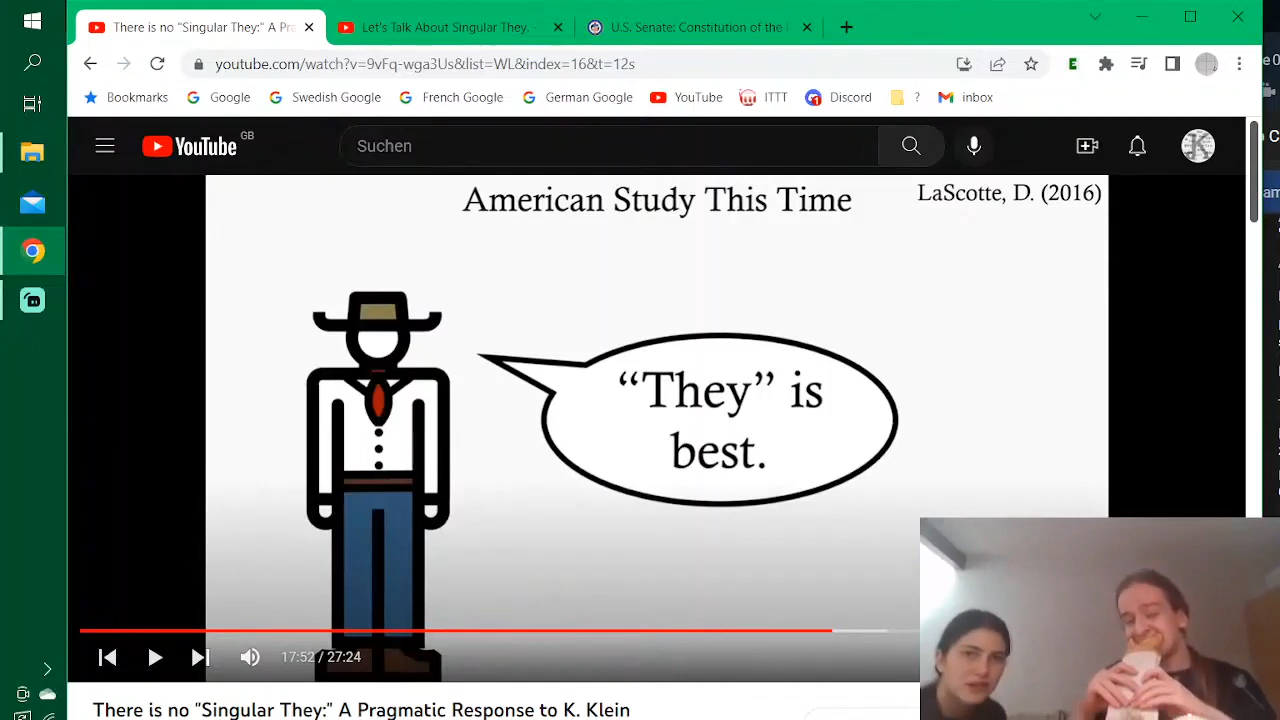 There is no "Singular They:" A Pra
Let's Talk About Singular They.
U.S. Senate: Constitution of the
youtube.com/watch?v=9vFq-wga3Us&list=WL&index=16&t=12s
Bookmarks
Google
Swedish Google
French Google
German Google
YouTube
ITTT
Discord
?
inbox
YouTube GB
Suchen
American Study This Time
LaScotte, D. (2016)
“They” is
best.
17:52 / 27:24
There is no "Singular They:" A Pragmatic Response to K. Klein